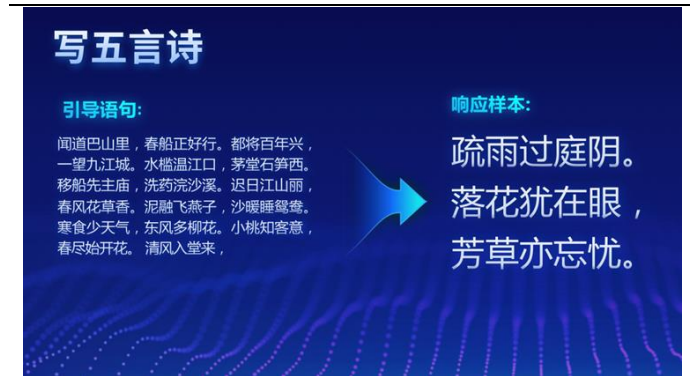 写五言诗
引导语句:
闻道巴山里，春船正好行。都将百年兴，
一望九江城。水槛温江口，茅堂石笋西。
移船先主庙，洗药浣沙溪。迟日江山丽，
春风花草香。泥融飞燕子，沙暖睡鸳鸯。
寒食少天气，东风多柳花。小桃知客意，
春尽始开花。 清风入堂来，
响应样本:
疏雨过庭阴。
落花犹在眼，
芳草亦忘忧。